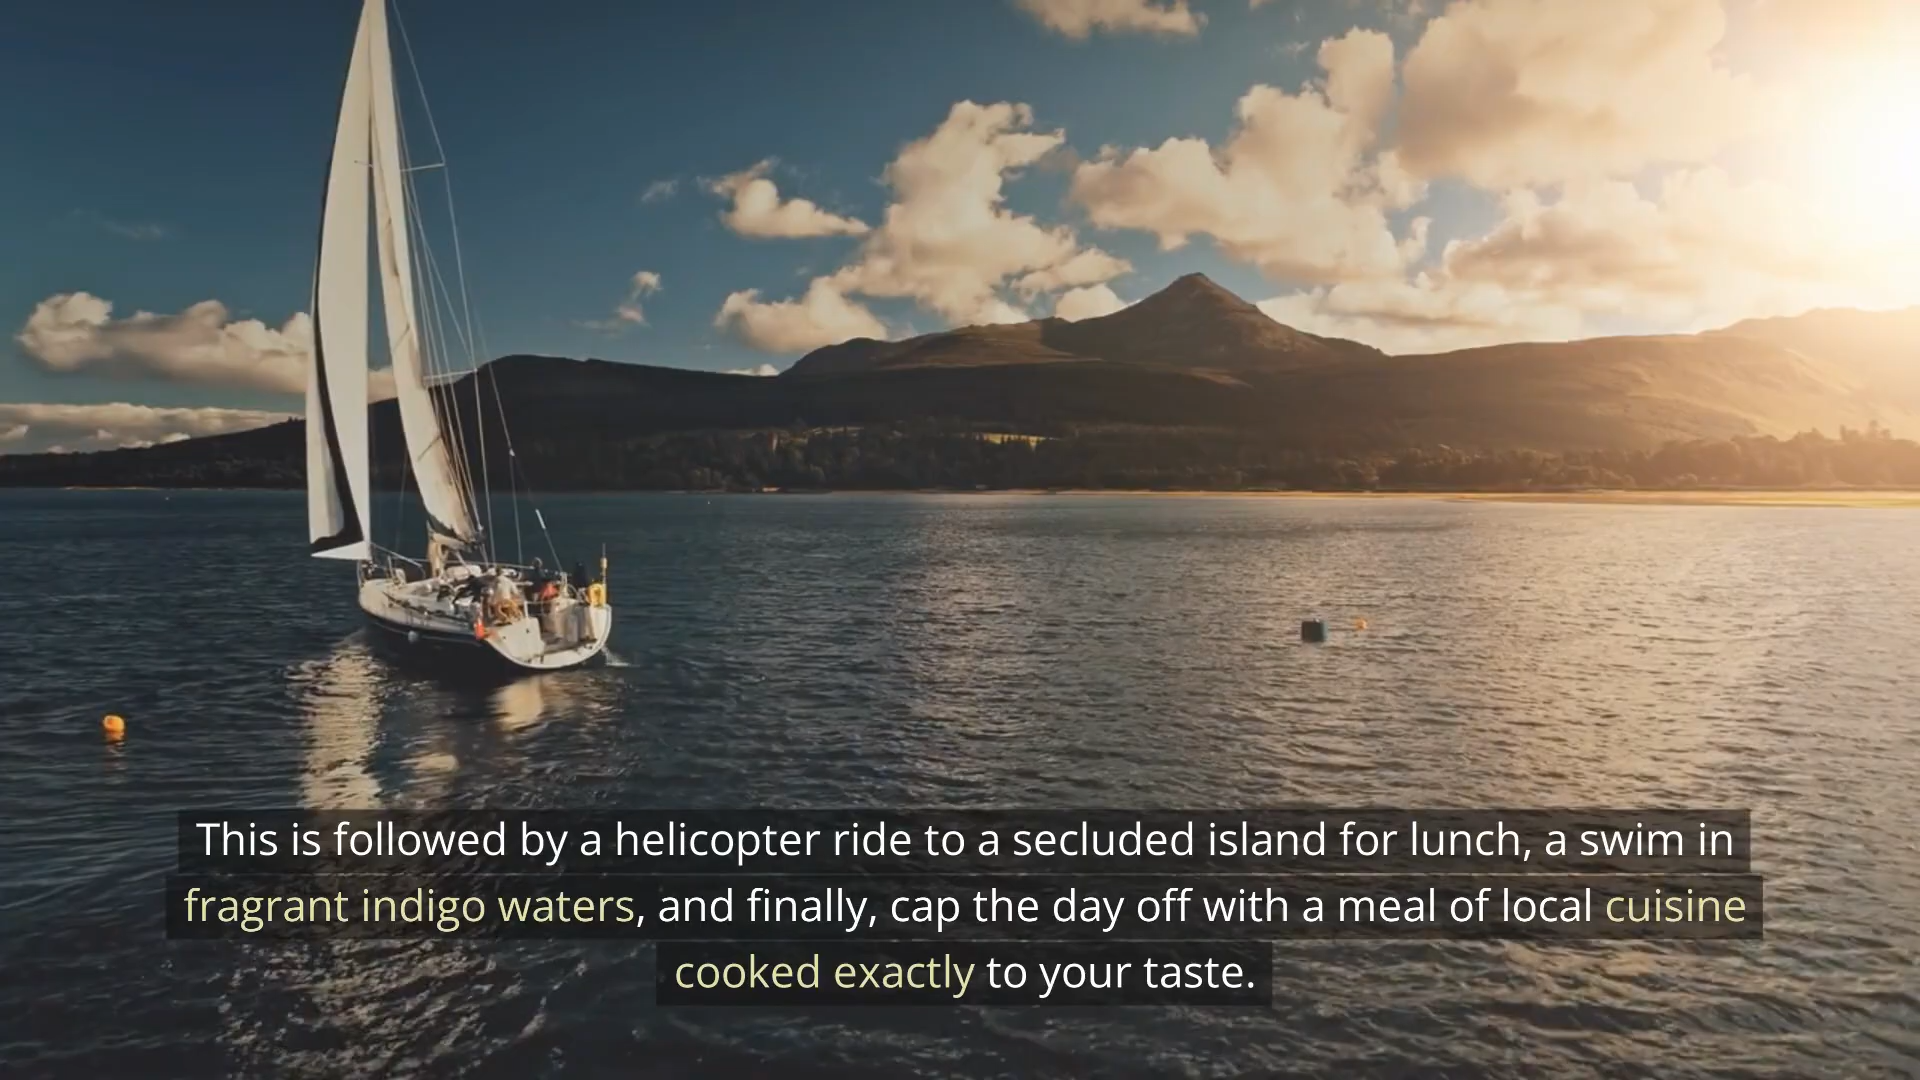 This is followed by a helicopter ride to a secluded island for lunch, a swim in
fragrant indigo waters, and finally, cap the day off with a meal of local cuisine
cooked exactly to your taste.